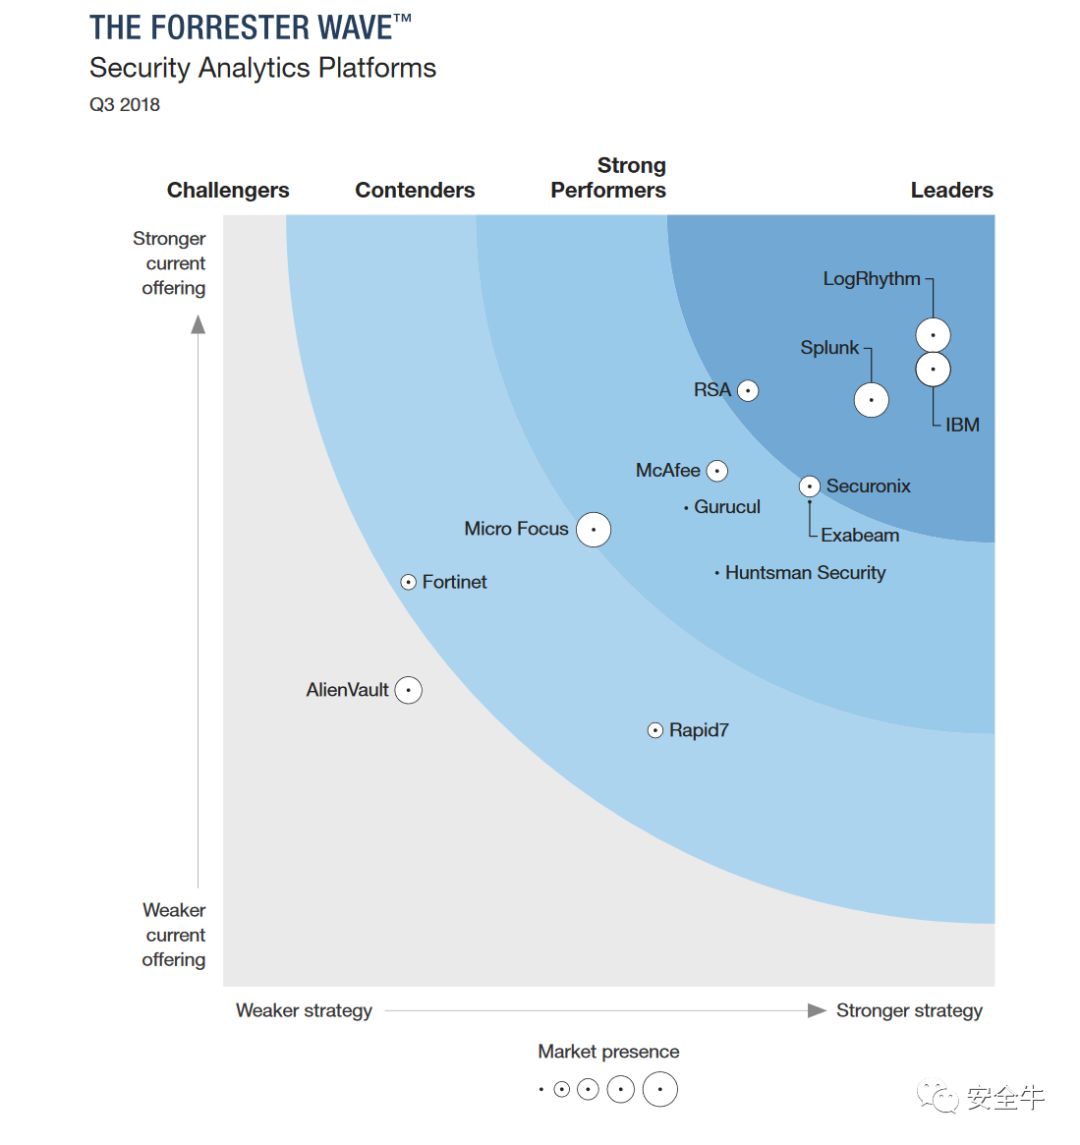 THE FORRESTER WAVE™
Security Analytics Platforms
Q3 2018
Challengers
Contenders
Strong
Performers
Leaders
Stronger
current
offering
LogRhythm
Splunk
RSA
IBM
McAfee
Securonix
Gurucul
Micro Focus
Exabeam
Huntsman Security
Fortinet
AlienVault
Rapid7
Weaker
current
offering
Weaker strategy
Stronger strategy
Market presence
安全牛